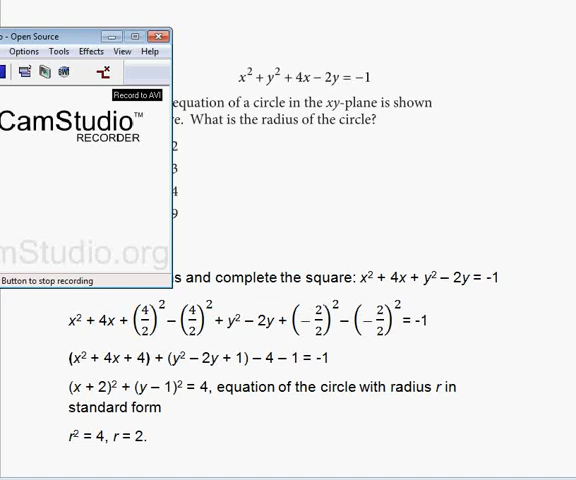 o - Open Source
Options Tools Effects View Help
Record to AVI
CamStudio™
RECORDER
mStudio.org
Button to stop recording
x² + y² + 4x − 2y = −1
equation of a circle in the xy-plane is shown
e. What is the radius of the circle?
2
3
4
9
s and complete the square: x² + 4x + y² – 2y = -1
x² + 4x + (4/2)² − (4/2)² + y² – 2y + (−2/2)² − (−2/2)² = -1
(x² + 4x + 4) + (y² – 2y + 1) – 4 – 1 = -1
(x + 2)² + (y – 1)² = 4, equation of the circle with radius r in
standard form
r² = 4, r = 2.